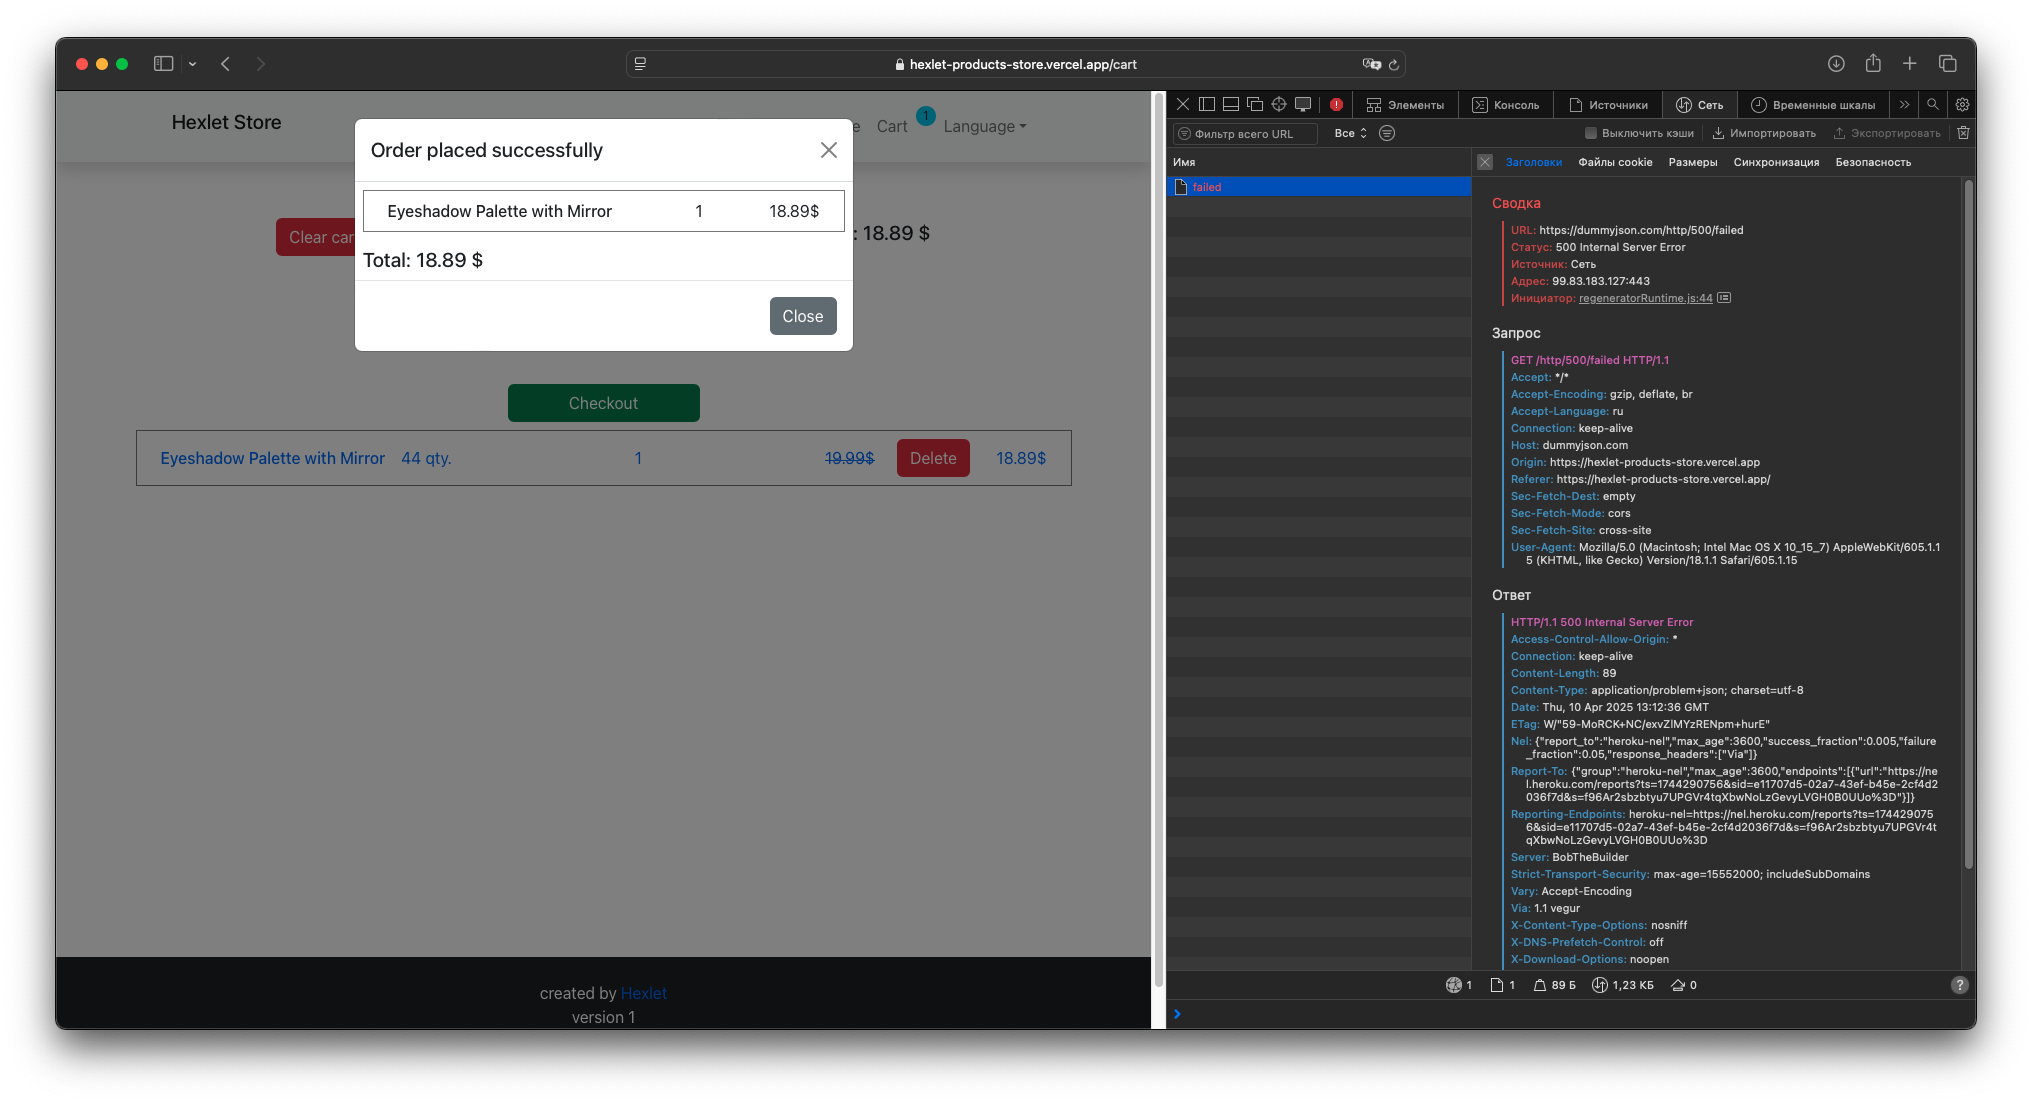 hexlet-products-store.vercel.app/cart
Hexlet Store
Cart
1
Language
Order placed successfully
Eyeshadow Palette with Mirror 1 18.89$
Total: 18.89 $
Close
Clear
: 18.89 $
Checkout
Eyeshadow Palette with Mirror 44 qty. 1 19.99$ Delete 18.89$
created by Hexlet
version 1
Элементы Консоль Источники Сеть Временные шкалы
Фильтр всего URL Все Выключить кэши Импортировать Экспортировать
Имя
Заголовки Файлы cookie Размеры Синхронизация Безопасность
failed
Сводка
URL: https://dummyjson.com/http/500/failed
Статус: 500 Internal Server Error
Источник: Сеть
Адрес: 99.83.183.127:443
Инициатор: regeneratorRuntime.js:44
Запрос
GET /http/500/failed HTTP/1.1
Accept: */*
Accept-Encoding: gzip, deflate, br
Accept-Language: ru
Connection: keep-alive
Host: dummyjson.com
Origin: https://hexlet-products-store.vercel.app
Referer: https://hexlet-products-store.vercel.app/
Sec-Fetch-Dest: empty
Sec-Fetch-Mode: cors
Sec-Fetch-Site: cross-site
User-Agent: Mozilla/5.0 (Macintosh; Intel Mac OS X 10_15_7) AppleWebKit/605.1.1
5 (KHTML, like Gecko) Version/18.1.1 Safari/605.1.15
Ответ
HTTP/1.1 500 Internal Server Error
Access-Control-Allow-Origin: *
Connection: keep-alive
Content-Length: 89
Content-Type: application/problem+json; charset=utf-8
Date: Thu, 10 Apr 2025 13:12:36 GMT
ETag: W/"59-MoRCK+NC/exvZlMYzRENpm+hurE"
Nel: {"report_to":"heroku-nel","max_age":3600,"success_fraction":0.005,"failure
_fraction":0.05,"response_headers":["Via"]}
Report-To: {"group":"heroku-nel","max_age":3600,"endpoints":[{"url":"https://ne
l.heroku.com/reports?ts=1744290756&sid=e11707d5-02a7-43ef-b45e-2cf4d2
036f7d&s=f96Ar2sbzbtyu7UPGVr4tqXbwNoLzGevyLVGH0B0UUo%3D"}]}
Reporting-Endpoints: heroku-nel=https://nel.heroku.com/reports?ts=174429075
6&sid=e11707d5-02a7-43ef-b45e-2cf4d2036f7d&s=f96Ar2sbzbtyu7UPGVr4t
qXbwNoLzGevyLVGH0B0UUo%3D
Server: BobTheBuilder
Strict-Transport-Security: max-age=15552000; includeSubDomains
Vary: Accept-Encoding
Via: 1.1 vegur
X-Content-Type-Options: nosniff
X-DNS-Prefetch-Control: off
X-Download-Options: noopen
1 1 89 Б 1,23 КБ 0